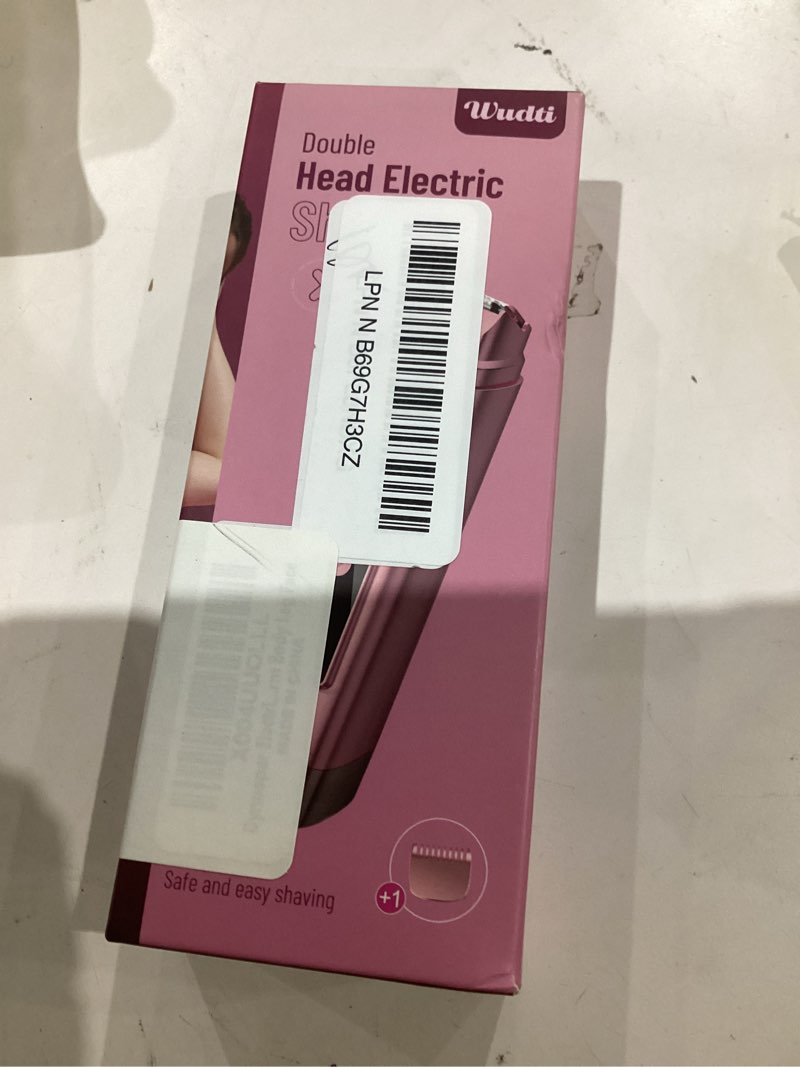 Wudti
Double
Head Electric
LPN N B69G7H3CZ
Safe and easy shaving
+1